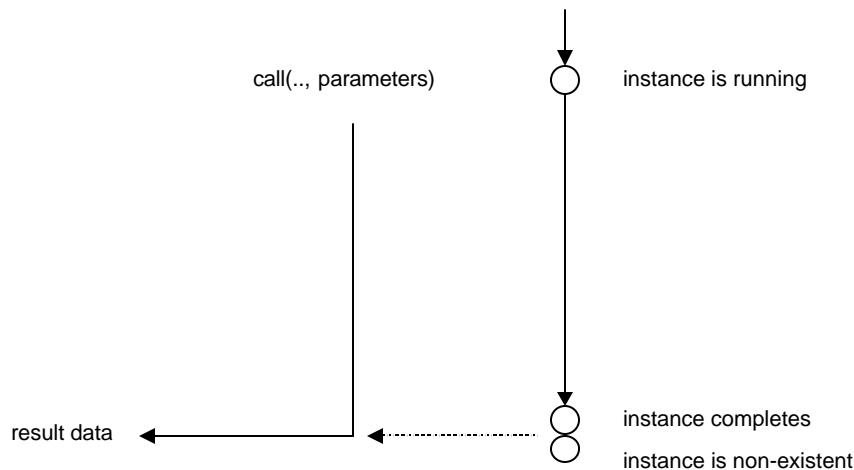 call(.., parameters)
instance is running
result data
instance completes
instance is non-existent